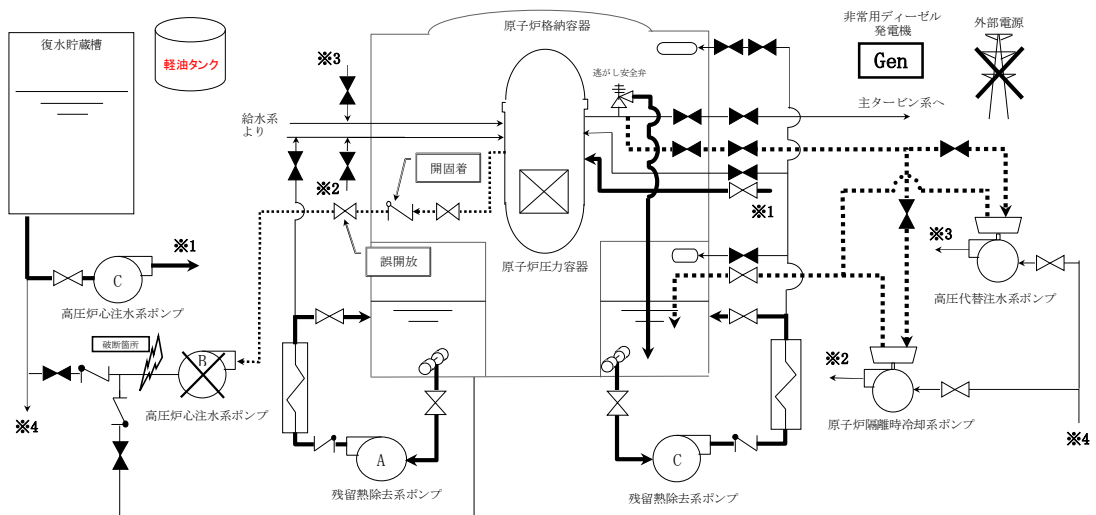 復水貯蔵槽
軽油タンク
※3
給水系
より
※2
開固着
誤開放
原子炉格納容器
逃がし安全弁
原子炉圧力容器
非常用ディーゼル
発電機
Gen
外部電源
主タービン系へ
※1
※3
高圧代替注水系ポンプ
※2
原子炉隔離時冷却系ポンプ
※4
※1
C
高圧炉心注水系ポンプ
破断箇所
B
高圧炉心注水系ポンプ
※4
A
残留熱除去系ポンプ
C
残留熱除去系ポンプ